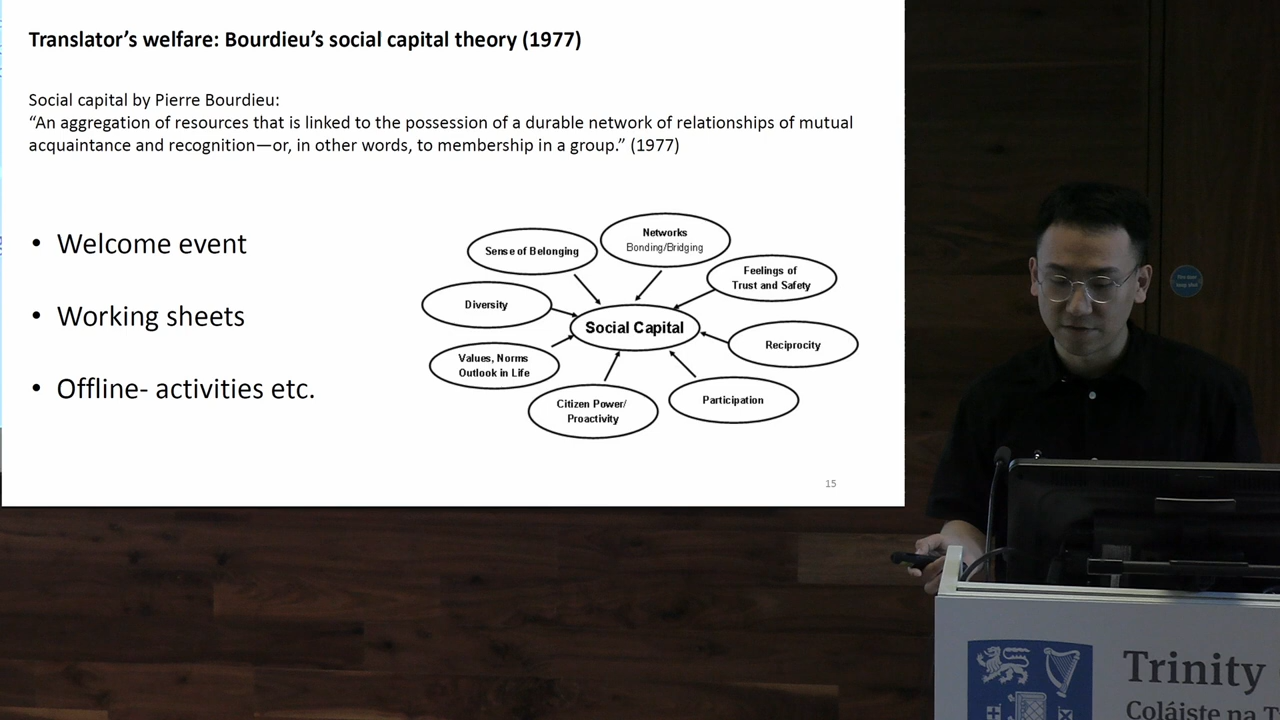 Translator's welfare: Bourdieu's social capital theory (1977)
Social capital by Pierre Bourdieu:
“An aggregation of resources that is linked to the possession of a durable network of relationships of mutual
acquaintance and recognition—or, in other words, to membership in a group.” (1977)
• Welcome event
• Working sheets
• Offline- activities etc.
Networks
Bonding/Bridging
Sense of Belonging
Feelings of
Trust and Safety
Diversity
Social Capital
Reciprocity
Values, Norms
Outlook in Life
Participation
Citizen Power/
Proactivity
15
Trinity
Coláiste na T